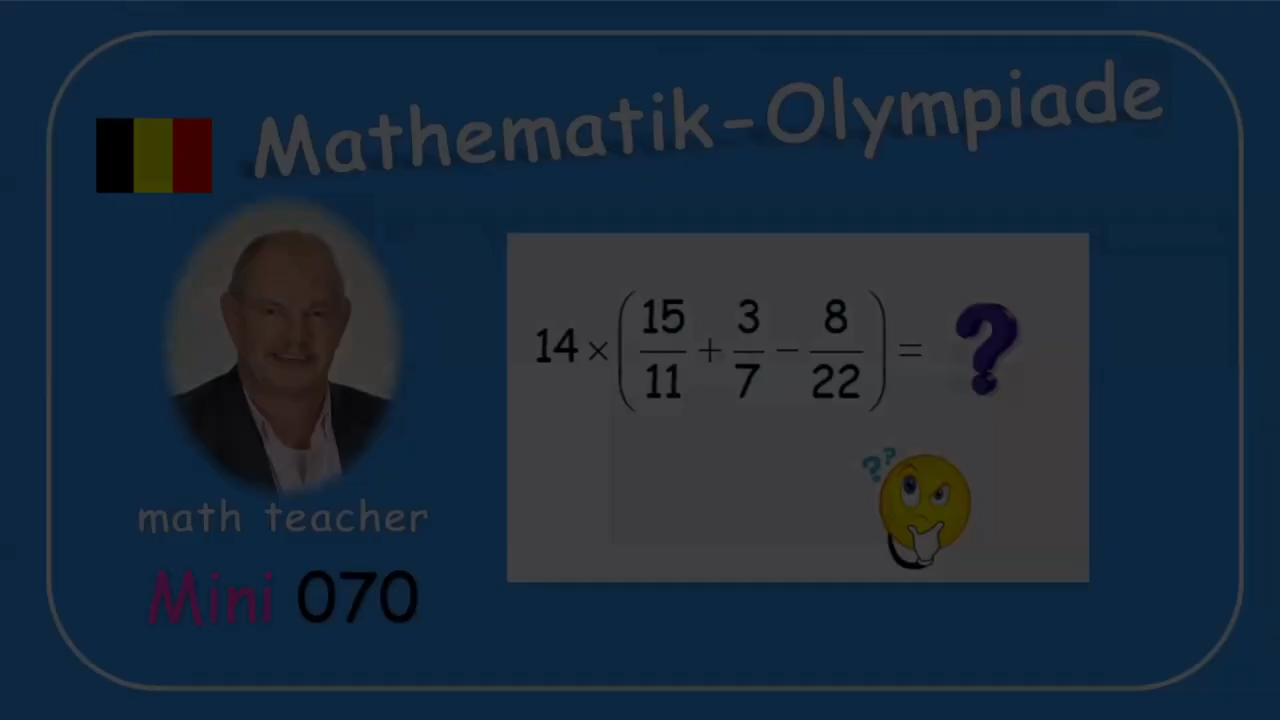 Mathematik-Olympiade
14 × (15/11 + 3/7 − 8/22) = ?
??
math teacher
Mini 070